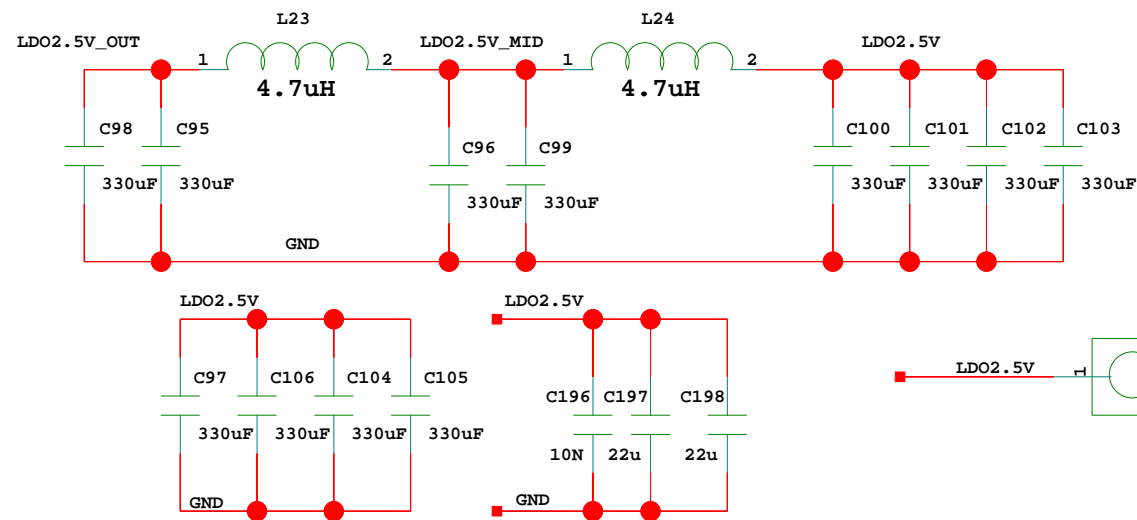 L23 L24
LDO2.5V_OUT LDO2.5V_MID LDO2.5V
1 2 1 2
4.7uH 4.7uH
C98 C95 C96 C99 C100 C101 C102 C103
330uF 330uF 330uF 330uF 330uF 330uF 330uF 330uF
GND
LDO2.5V LDO2.5V
LDO2.5V 1
C97 C106 C104 C105 C196 C197 C198
330uF 330uF 330uF 330uF 10N 22u 22u
GND GND